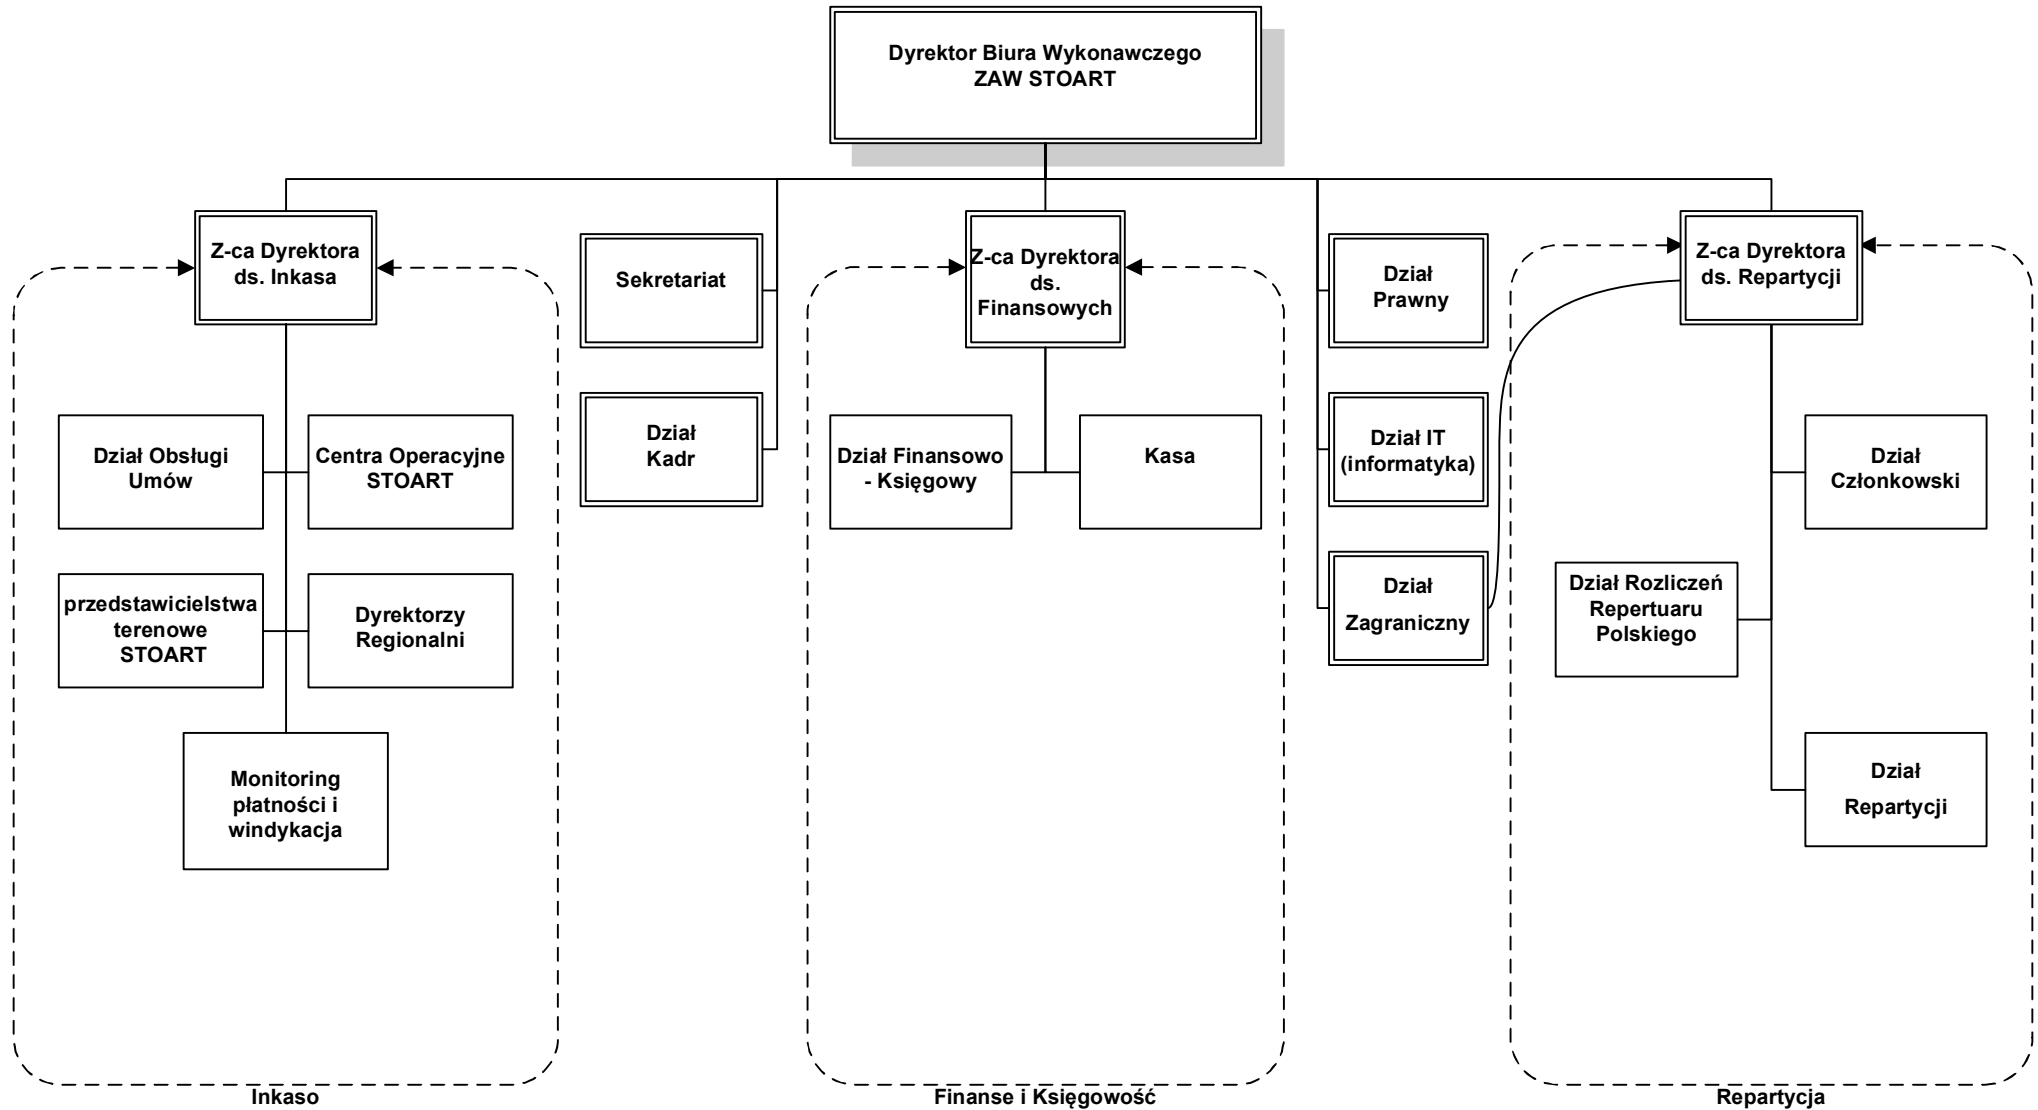 Dyrektor Biura Wykonawczego
ZAW STOART
Z-ca Dyrektora
ds. Inkasa
Sekretariat
Z-ca Dyrektora
ds.
Finansowych
Dział
Prawny
Z-ca Dyrektora
ds. Repartycji
Dział Obsługi
Umów
Centra Operacyjne
STOART
Dział
Kadr
Dział Finansowo
- Księgowy
Kasa
Dział IT
(informatyka)
Dział
Członkowski
przedstawicielstwa
terenowe
STOART
Dyrektorzy
Regionalni
Dział
Zagraniczny
Dział Rozliczeń
Repertuaru
Polskiego
Monitoring
płatności i
windykacja
Dział
Repartycji
Inkaso
Finanse i Księgowość
Repartycja